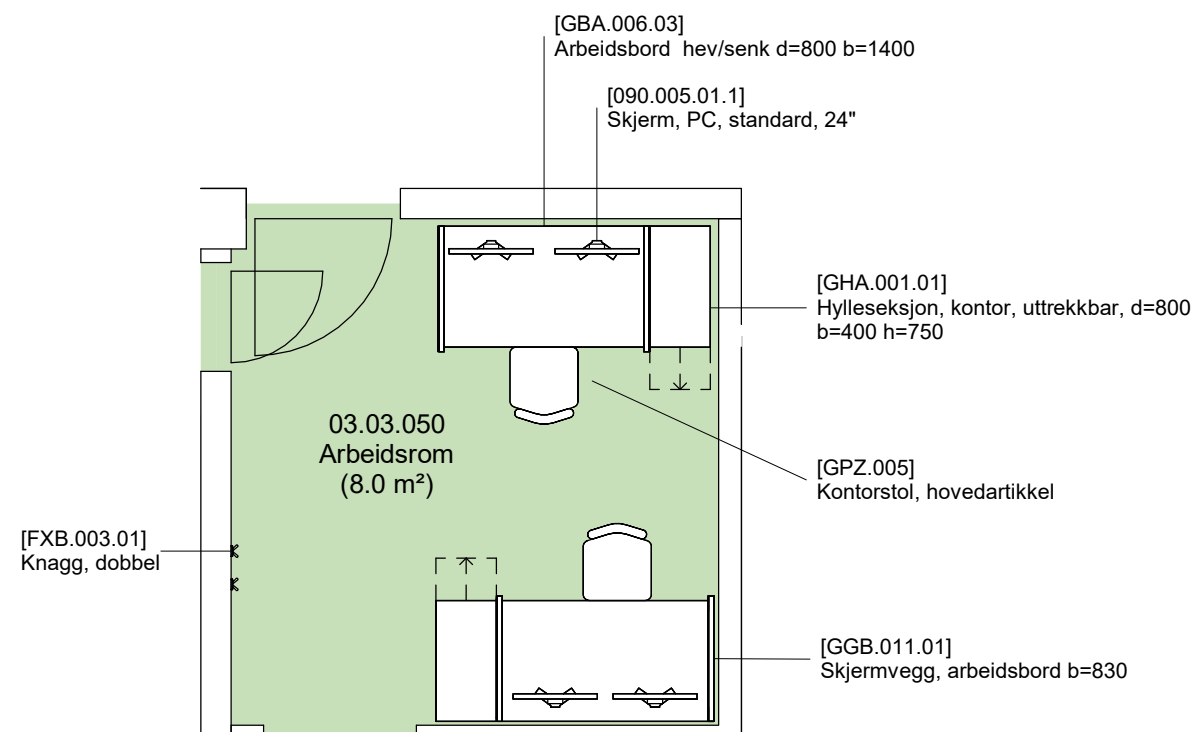 [GBA.006.03]
Arbeidsbord  hev/senk d=800 b=1400
[090.005.01.1]
Skjerm, PC, standard, 24"
[GHA.001.01]
Hylleseksjon, kontor, uttrekkbar, d=800
b=400 h=750
03.03.050
Arbeidsrom
(8.0 m²)
[GPZ.005]
Kontorstol, hovedartikkel
[FXB.003.01]
Knagg, dobbel
[GGB.011.01]
Skjermvegg, arbeidsbord b=830